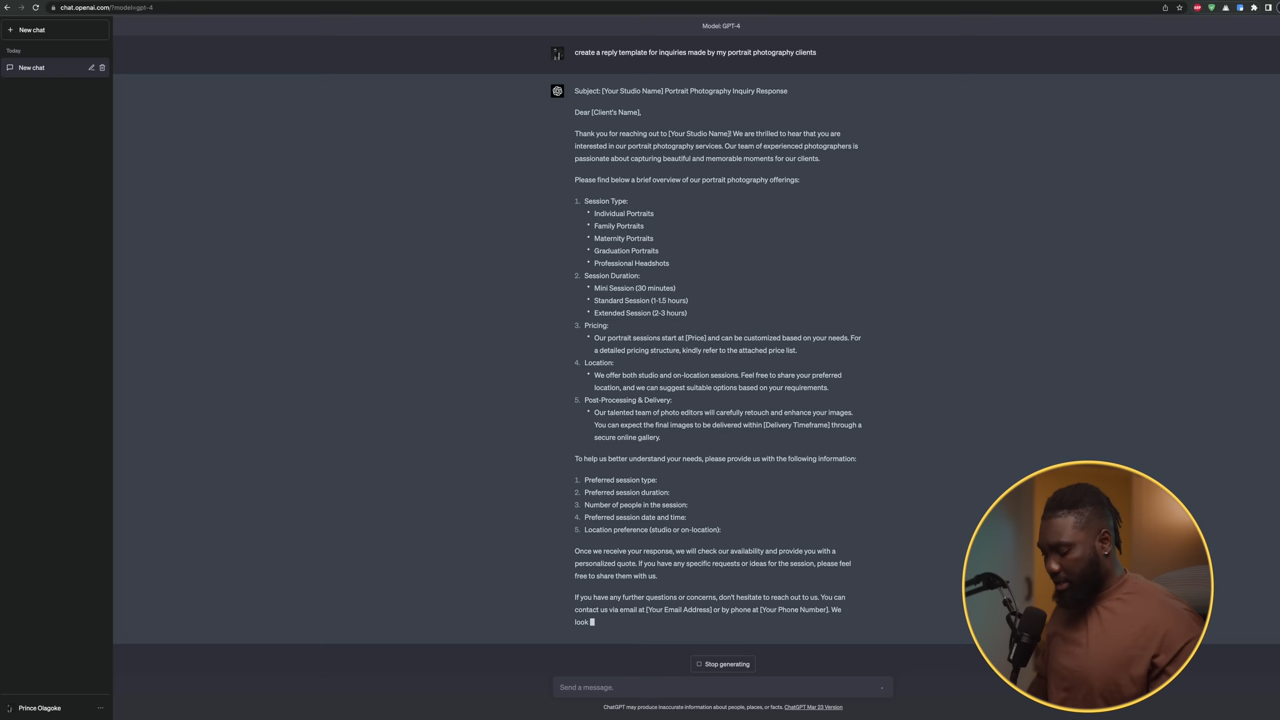 chat.openai.com/?model=gpt-4
New chat
Model: GPT-4
Today
New chat
create a reply template for inquiries made by my portrait photography clients
Subject: [Your Studio Name] Portrait Photography Inquiry Response
Dear [Client's Name],
Thank you for reaching out to [Your Studio Name]! We are thrilled to hear that you are
interested in our portrait photography services. Our team of experienced photographers is
passionate about capturing beautiful and memorable moments for our clients.
Please find below a brief overview of our portrait photography offerings:
1. Session Type:
• Individual Portraits
• Family Portraits
• Maternity Portraits
• Graduation Portraits
• Professional Headshots
2. Session Duration:
• Mini Session (30 minutes)
• Standard Session (1-1.5 hours)
• Extended Session (2-3 hours)
3. Pricing:
• Our portrait sessions start at [Price] and can be customized based on your needs. For
a detailed pricing structure, kindly refer to the attached price list.
4. Location:
• We offer both studio and on-location sessions. Feel free to share your preferred
location, and we can suggest suitable options based on your requirements.
5. Post-Processing & Delivery:
• Our talented team of photo editors will carefully retouch and enhance your images.
You can expect the final images to be delivered within [Delivery Timeframe] through a
secure online gallery.
To help us better understand your needs, please provide us with the following information:
1. Preferred session type:
2. Preferred session duration:
3. Number of people in the session:
4. Preferred session date and time:
5. Location preference (studio or on-location):
Once we receive your response, we will check our availability and provide you with a
personalized quote. If you have any specific requests or ideas for the session, please feel
free to share them with us.
If you have any further questions or concerns, don't hesitate to reach out to us. You can
contact us via email at [Your Email Address] or by phone at [Your Phone Number]. We
look
Stop generating
Send a message.
ChatGPT may produce inaccurate information about people, places, or facts. ChatGPT Mar 23 Version
Prince Olagoke